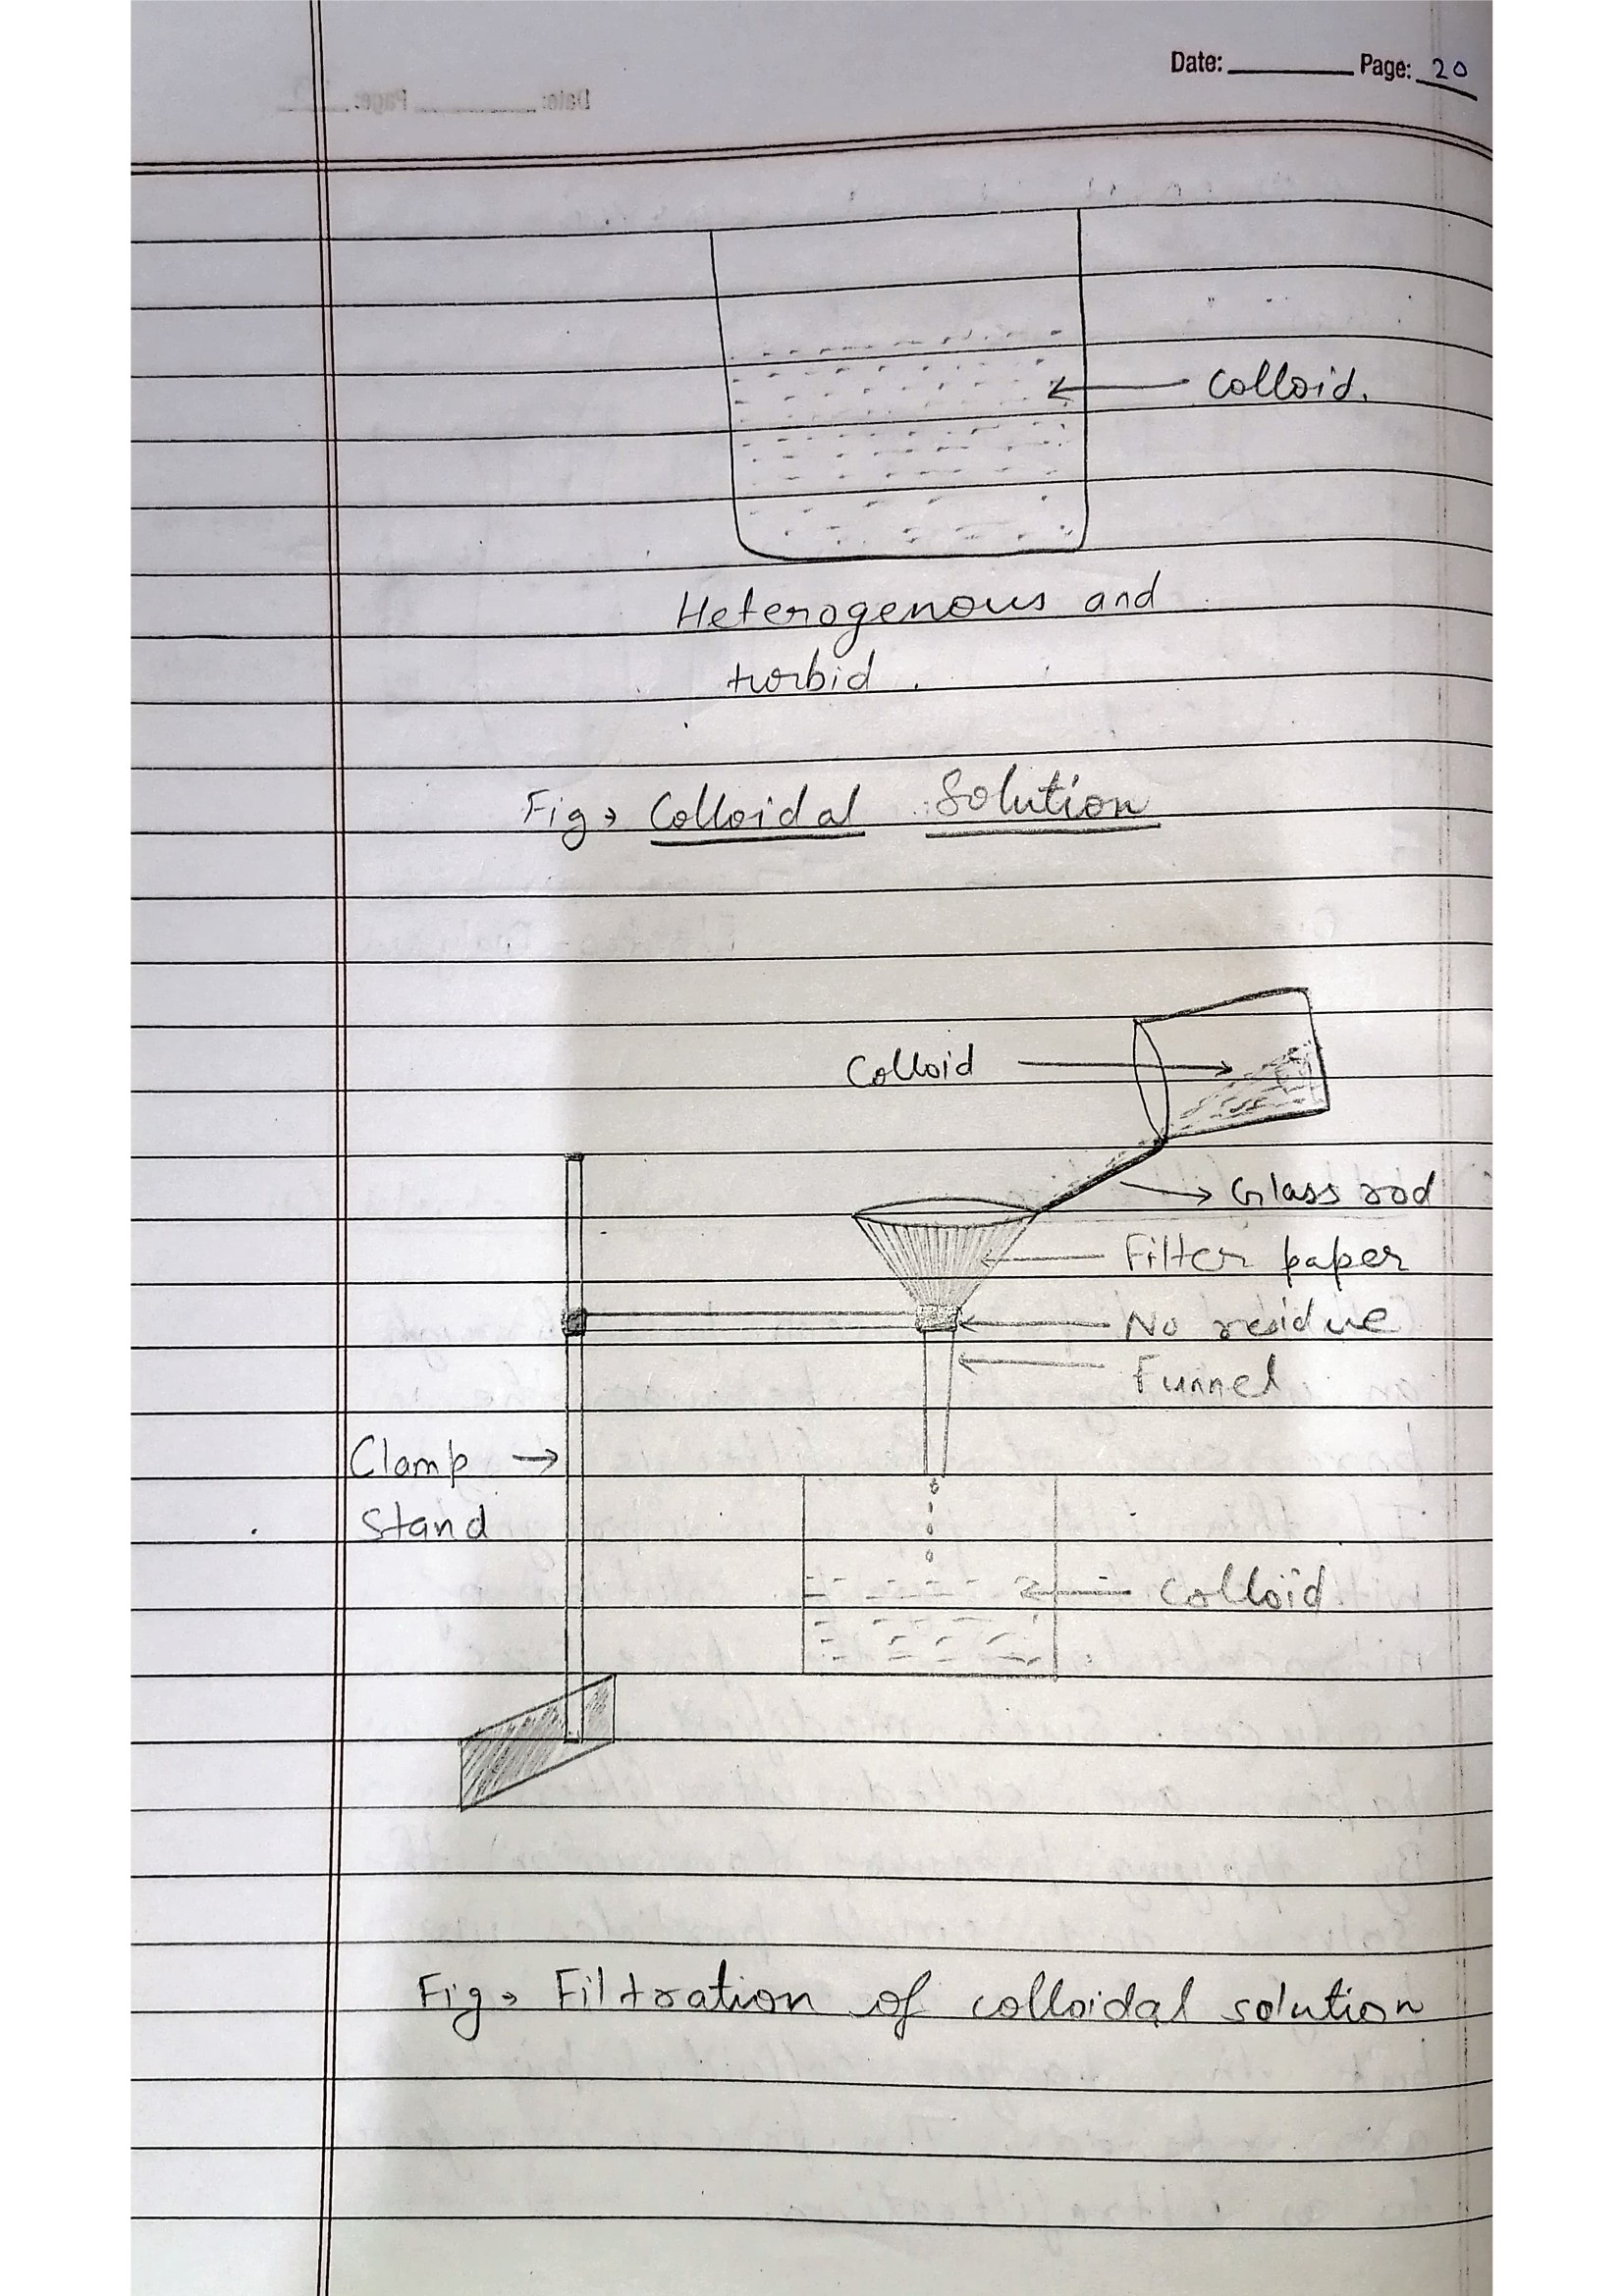 Date: Page: 20
Colloid.
Heterogenous and
turbid.
Fig → Colloidal Solution
Colloid
Glass rod
Filter paper
No residue
Funnel
Clamp
Stand
Colloid
Fig → Filtration of colloidal solution